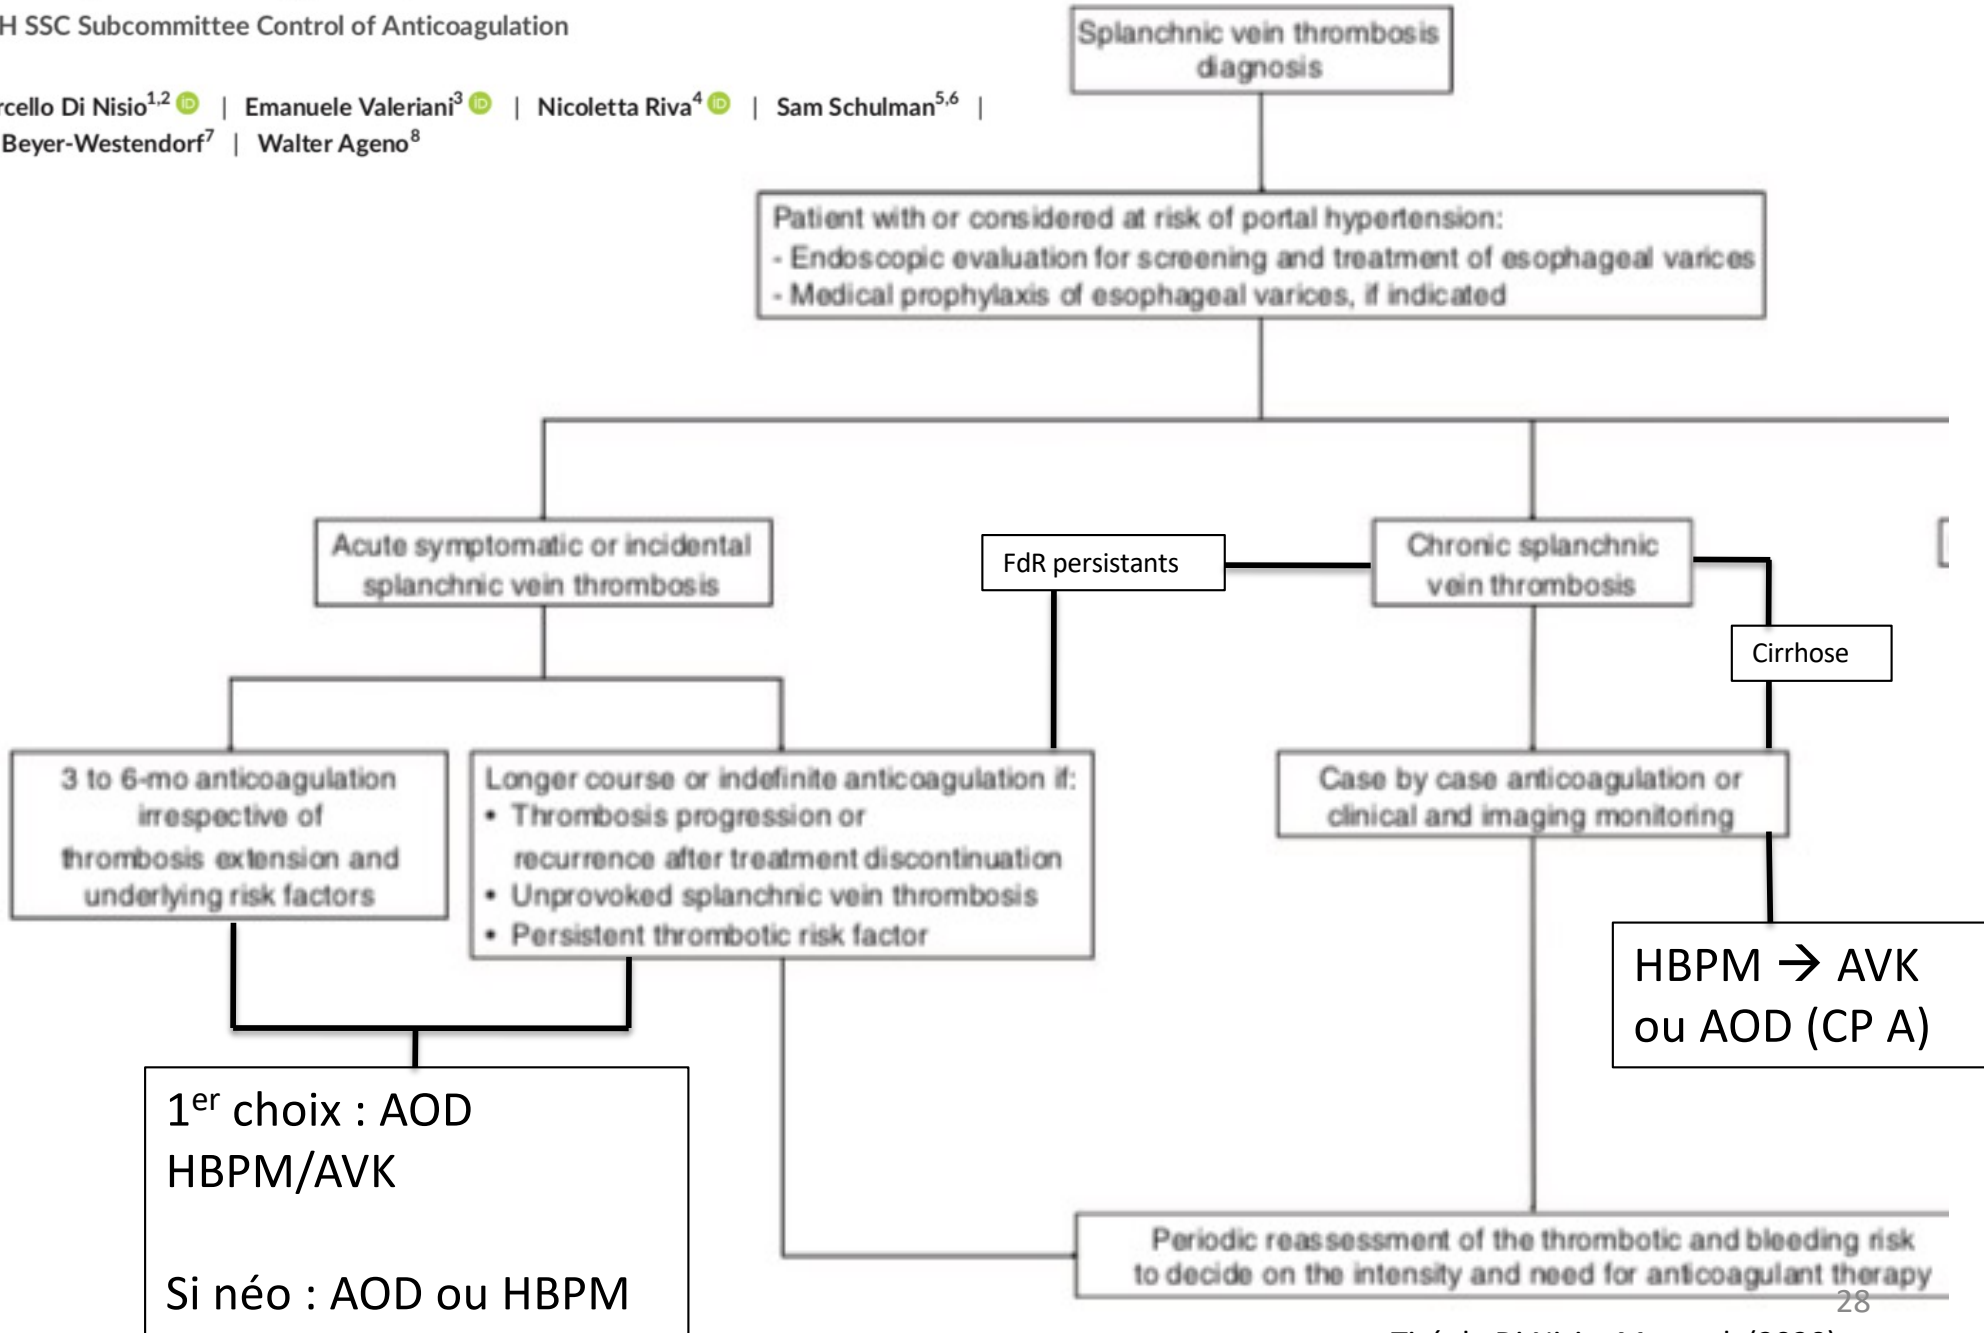 H SSC Subcommittee Control of Anticoagulation
rcello Di Nisio1,2 iD | Emanuele Valeriani3 iD | Nicoletta Riva4 iD | Sam Schulman5,6 |
Beyer-Westendorf7 | Walter Ageno8
Splanchnic vein thrombosis
diagnosis
Patient with or considered at risk of portal hypertension:
- Endoscopic evaluation for screening and treatment of esophageal varices
- Medical prophylaxis of esophageal varices, if indicated
Acute symptomatic or incidental
splanchnic vein thrombosis
FdR persistants
Chronic splanchnic
vein thrombosis
Cirrhose
3 to 6-mo anticoagulation
irrespective of
thrombosis extension and
underlying risk factors
Longer course or indefinite anticoagulation if:
• Thrombosis progression or
recurrence after treatment discontinuation
• Unprovoked splanchnic vein thrombosis
• Persistent thrombotic risk factor
Case by case anticoagulation or
clinical and imaging monitoring
HBPM → AVK
ou AOD (CP A)
1er choix : AOD
HBPM/AVK
Si néo : AOD ou HBPM
Periodic reassessment of the thrombotic and bleeding risk
to decide on the intensity and need for anticoagulant therapy
28